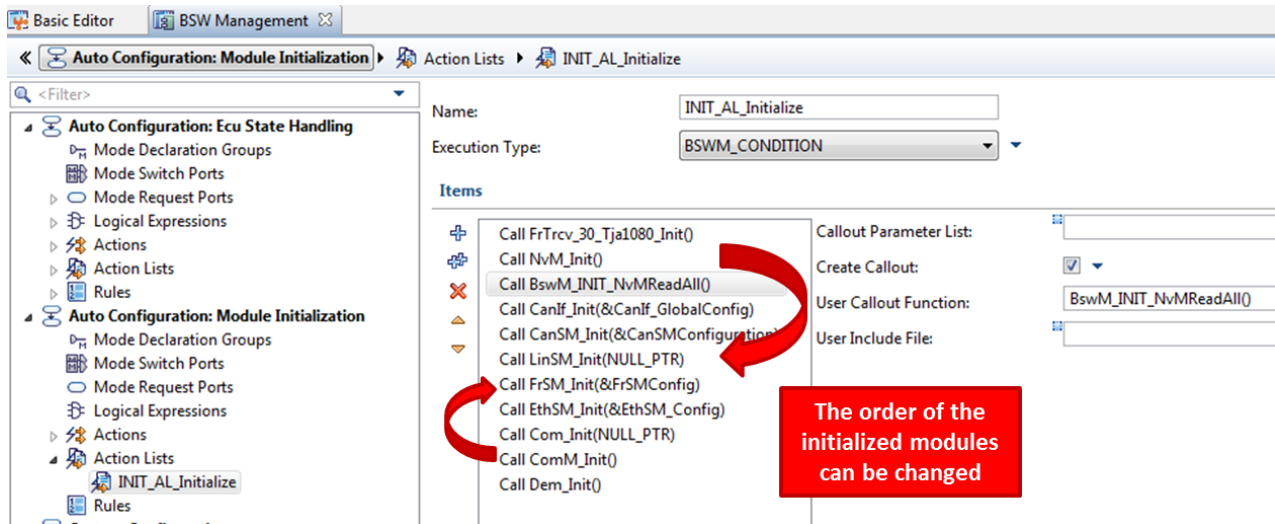 Basic Editor
BSW Management
« Auto Configuration: Module Initialization Action Lists INIT_AL_Initialize
<Filter>
Auto Configuration: Ecu State Handling
Mode Declaration Groups
Mode Switch Ports
Mode Request Ports
Logical Expressions
Actions
Action Lists
Rules
Auto Configuration: Module Initialization
Mode Declaration Groups
Mode Switch Ports
Mode Request Ports
Logical Expressions
Actions
Action Lists
INIT_AL_Initialize
Rules
Name: INIT_AL_Initialize
Execution Type: BSWM_CONDITION
Items
Call FrTrcv_30_Tja1080_Init()
Call NvM_Init()
Call BswM_INIT_NvMReadAll()
Call CanIf_Init(&CanIf_GlobalConfig)
Call CanSM_Init(&CanSMConfiguration)
Call LinSM_Init(NULL_PTR)
Call FrSM_Init(&FrSMConfig)
Call EthSM_Init(&EthSM_Config)
Call Com_Init(NULL_PTR)
Call ComM_Init()
Call Dem_Init()
Callout Parameter List:
Create Callout:
User Callout Function: BswM_INIT_NvMReadAll()
User Include File:
The order of the
initialized modules
can be changed